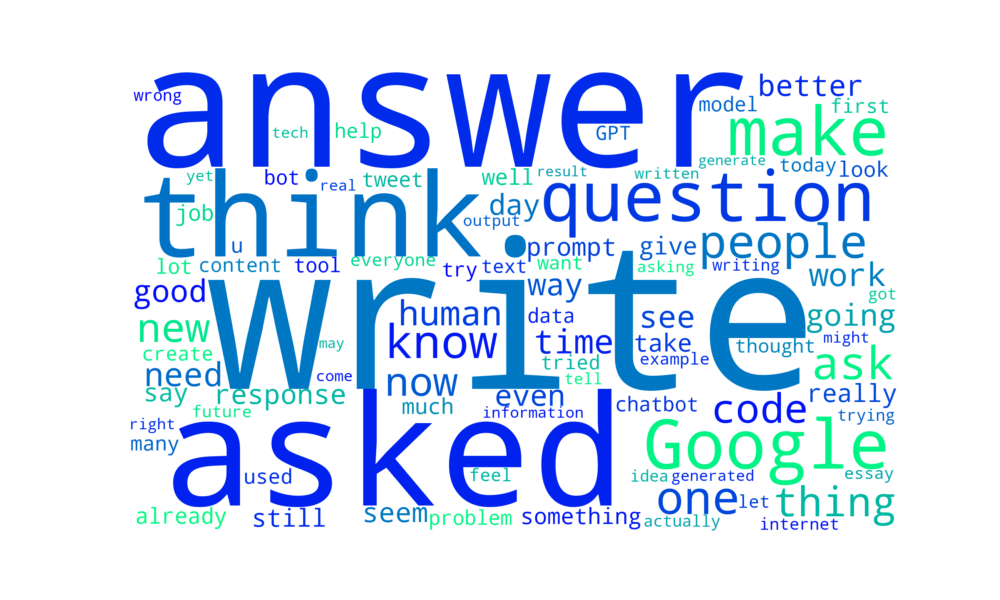 answer
wrong
tech
help
GPT
model
better
first
make
yet
bot
real
tweet
well
result
written
generate
today
look
think
job
u
day
output
question
lot
content
tool
everyone
try
text
want
prompt
give
people
asking
writing
work
got
good
write
way
human
data
see
going
new
know
time
take
thought
might
create
may
tried
example
ask
need
come
now
tell
say
response
much
even
information
chatbot
code
really
trying
future
right
many
asked
Google
used
feel
idea
generated
essay
one
let
thing
already
still
seem
problem
something
actually
internet